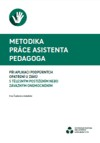 METODIKA
PRÁCE ASISTENTA
PEDAGOGA
PŘI APLIKACI PODPŮRNÝCH
OPATŘENÍ U ŽÁKŮ
S TĚLESNÝM POSTIŽENÍM NEBO
ZÁVAŽNÝM ONEMOCNĚNÍM